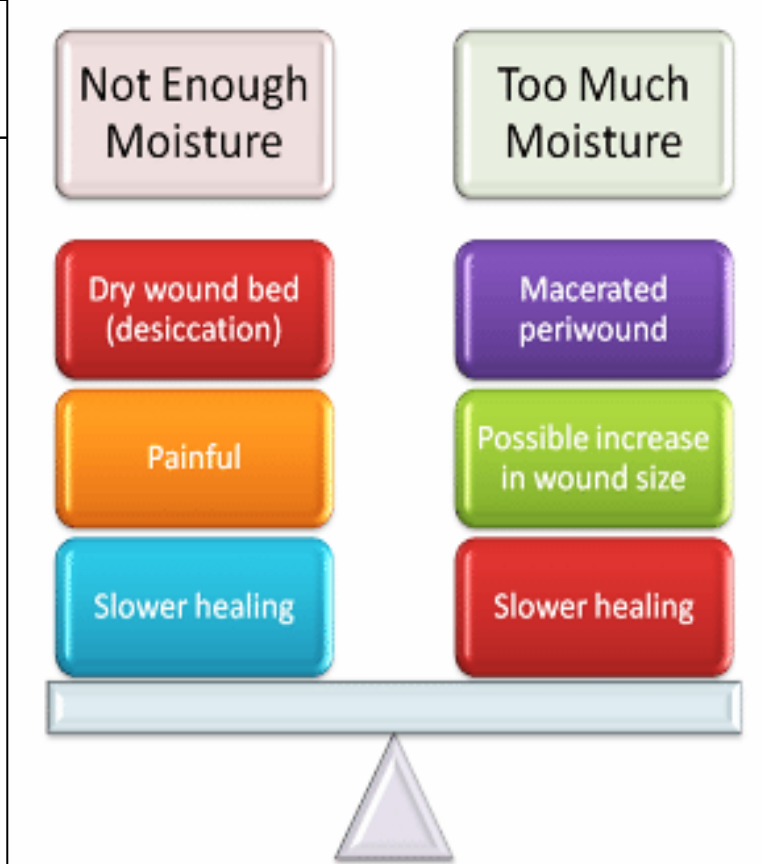 Not Enough
Moisture
Dry wound bed
(desiccation)
Painful
Slower healing
Too Much
Moisture
Macerated
periwound
Possible increase
in wound size
Slower healing